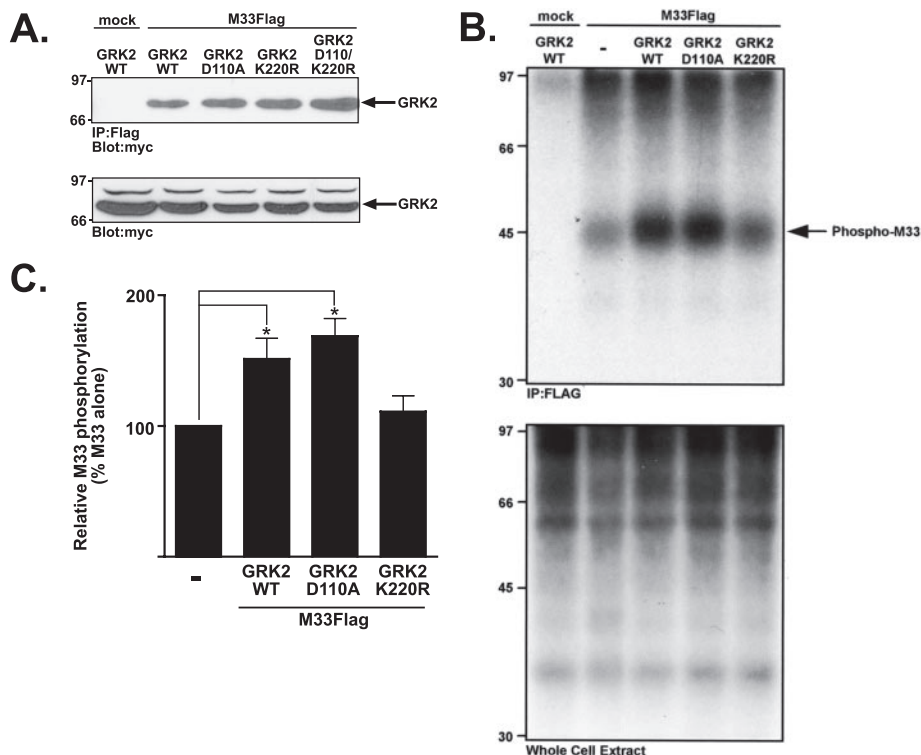 A.
mock
M33Flag
GRK2 WT
GRK2 WT
GRK2 D110A
GRK2 K220R
GRK2 D110/ K220R
97
66
GRK2
IP:Flag
Blot:myc
97
66
GRK2
Blot:myc
B.
mock
M33Flag
GRK2 WT
-
GRK2 WT
GRK2 D110A
GRK2 K220R
97
66
45
30
Phospho-M33
IP:FLAG
97
66
45
30
Whole Cell Extract
C.
Relative M33 phosphorylation
(% M33 alone)
200
100
*
*
-
GRK2 WT
GRK2 D110A
GRK2 K220R
M33Flag